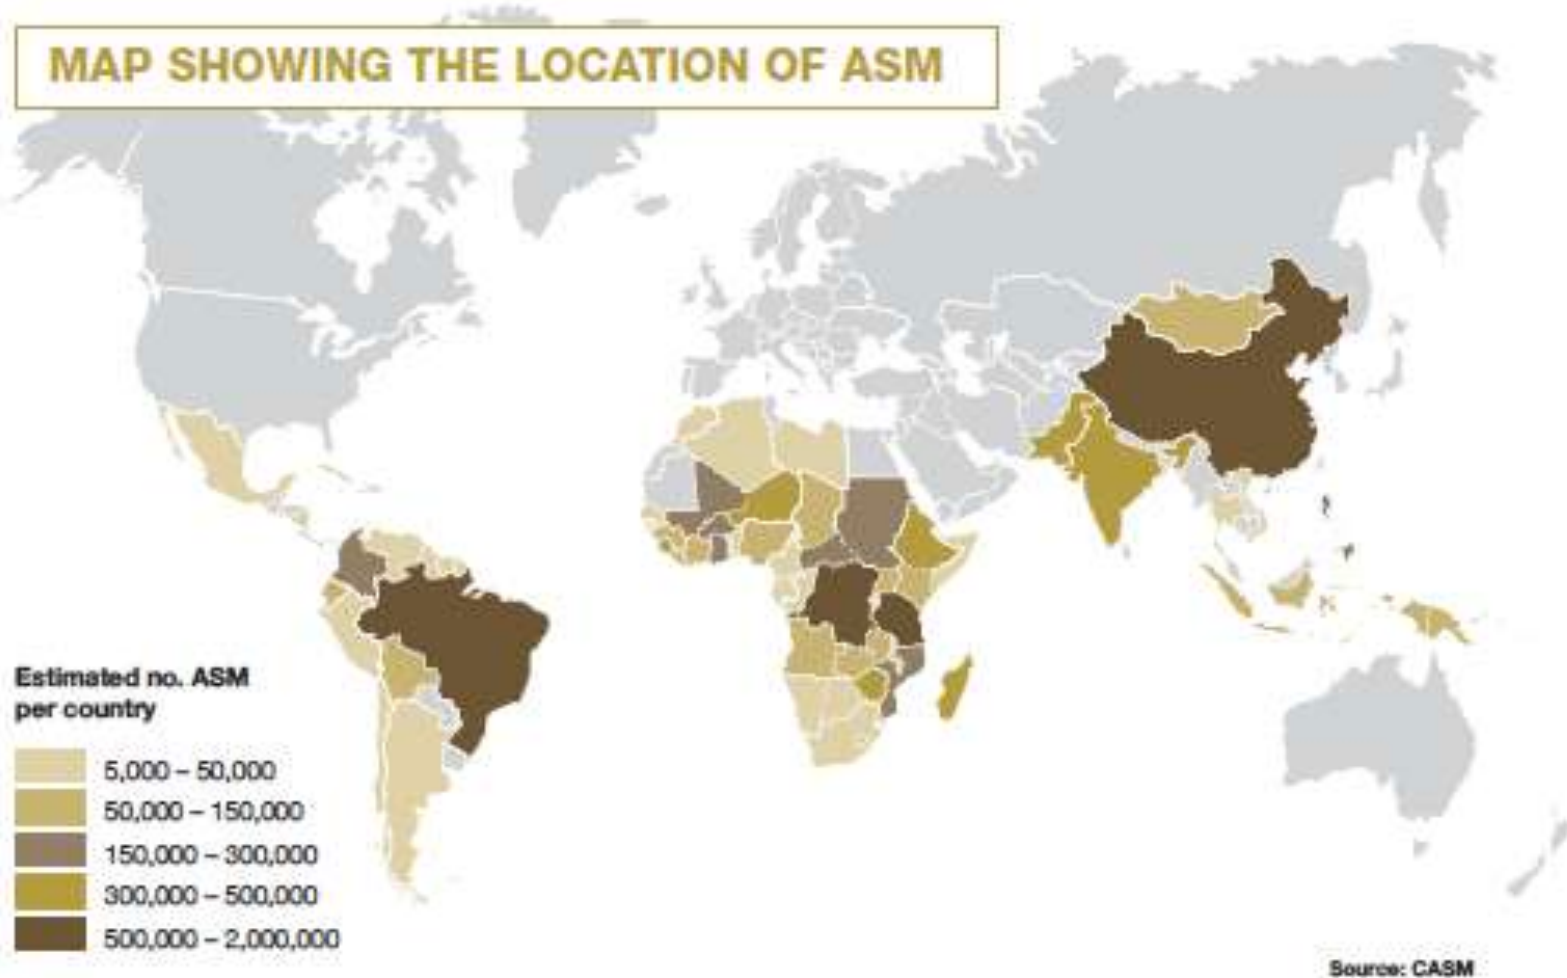 MAP SHOWING THE LOCATION OF ASM
Estimated no. ASM
per country
5,000 – 50,000
50,000 – 150,000
150,000 – 300,000
300,000 – 500,000
500,000 – 2,000,000
Source: CASM